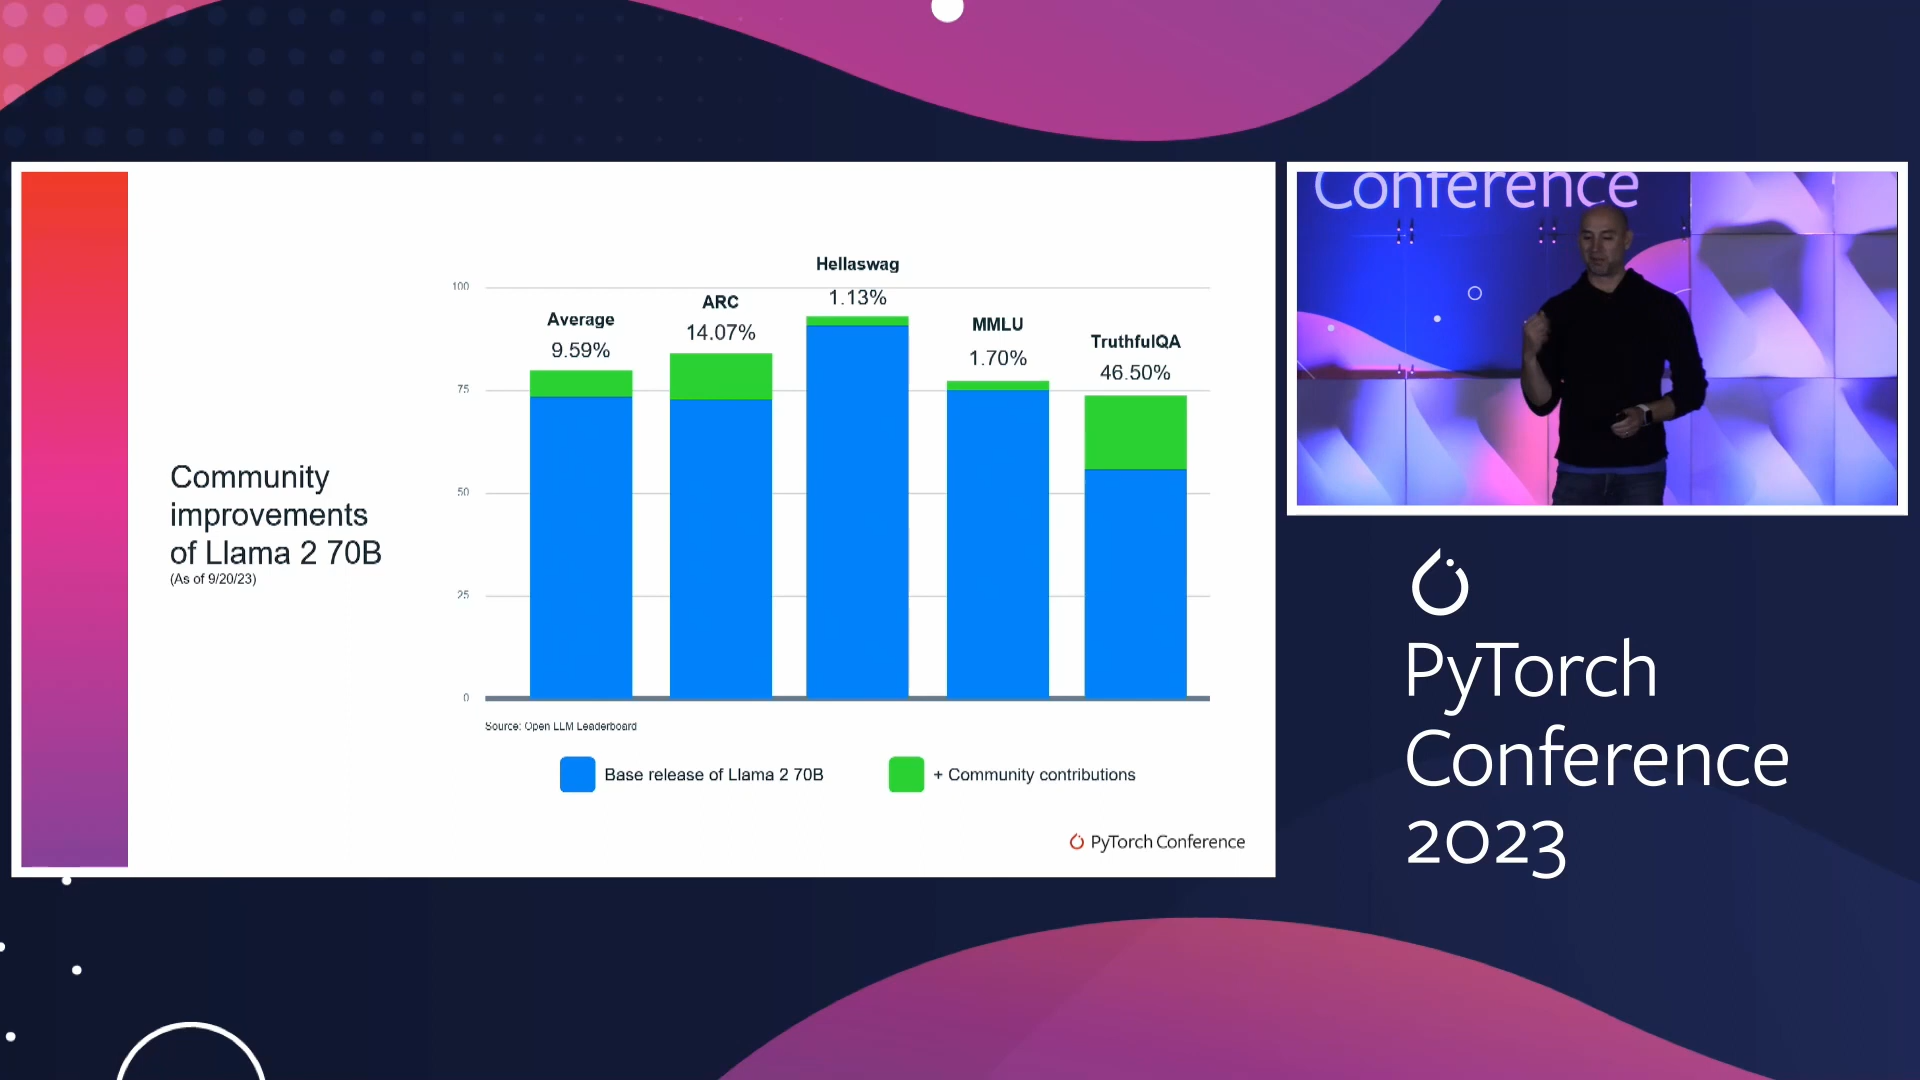 Conference
Community
improvements
of Llama 2 70B
(As of 9/20/23)
100
75
50
25
0
Average
9.59%
ARC
14.07%
Hellaswag
1.13%
MMLU
1.70%
TruthfulQA
46.50%
Source: Open LLM Leaderboard
Base release of Llama 2 70B
+ Community contributions
PyTorch Conference
PyTorch
Conference
2023